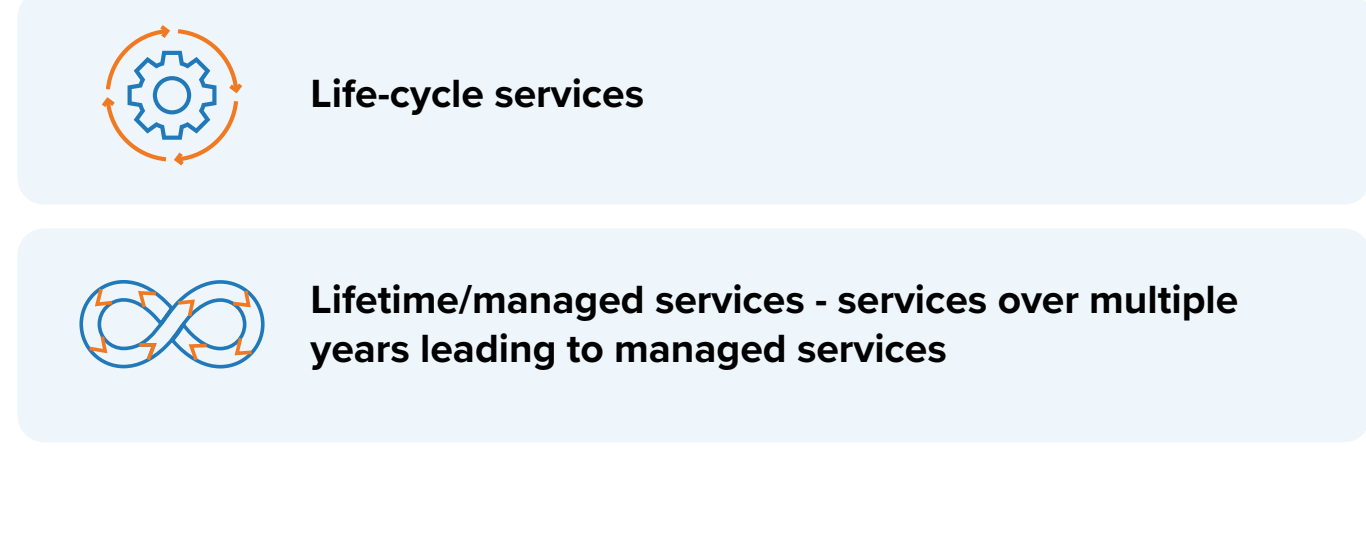 Life-cycle services
Lifetime/managed services - services over multiple
years leading to managed services